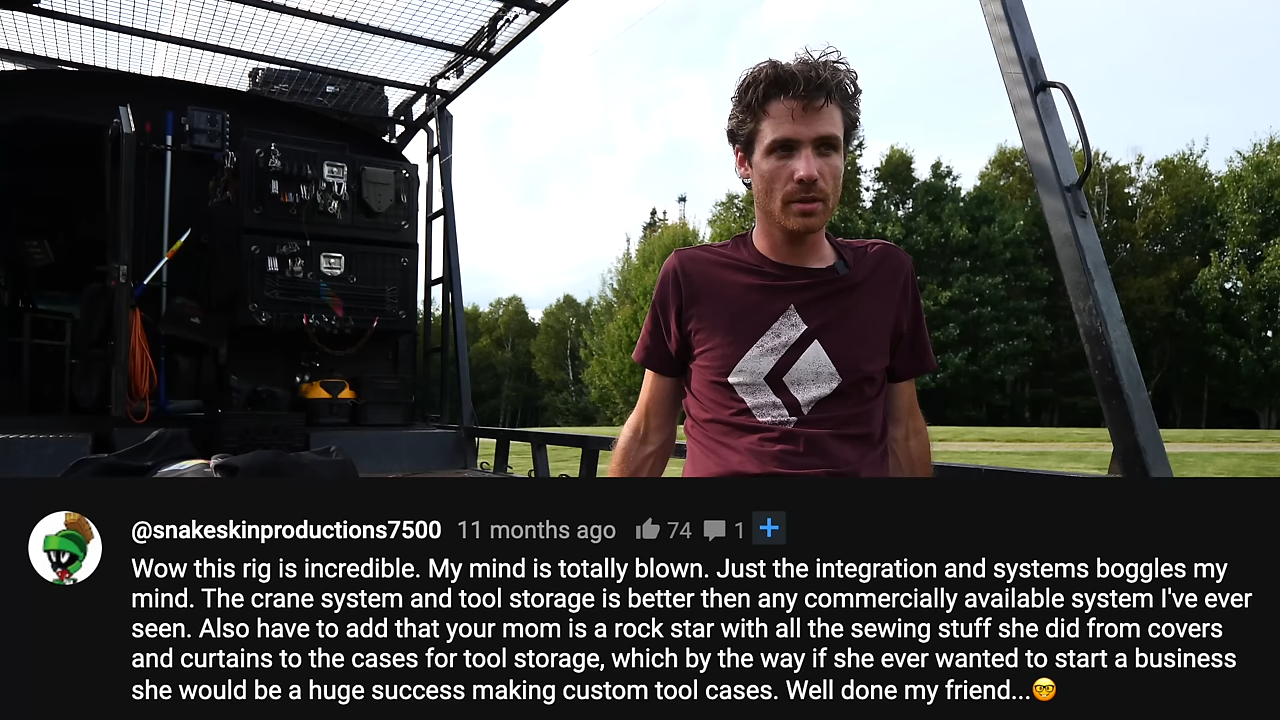 @snakeskinproductions7500 11 months ago 74 1 +
Wow this rig is incredible. My mind is totally blown. Just the integration and systems boggles my
mind. The crane system and tool storage is better then any commercially available system I've ever
seen. Also have to add that your mom is a rock star with all the sewing stuff she did from covers
and curtains to the cases for tool storage, which by the way if she ever wanted to start a business
she would be a huge success making custom tool cases. Well done my friend...🤓